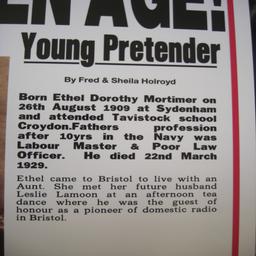 EN AGE!
Young Pretender
By Fred & Sheila Holroyd
Born Ethel Dorothy Mortimer on
26th August 1909 at Sydenham
and attended Tavistock school
Croydon.Fathers profession
after 10yrs in the Navy was
Labour Master & Poor Law
Officer. He died 22nd March
1929.
Ethel came to Bristol to live with an
Aunt. She met her future husband
Leslie Lamoon at an afternoon tea
dance where he was the guest of
honour as a pioneer of domestic radio
in Bristol.